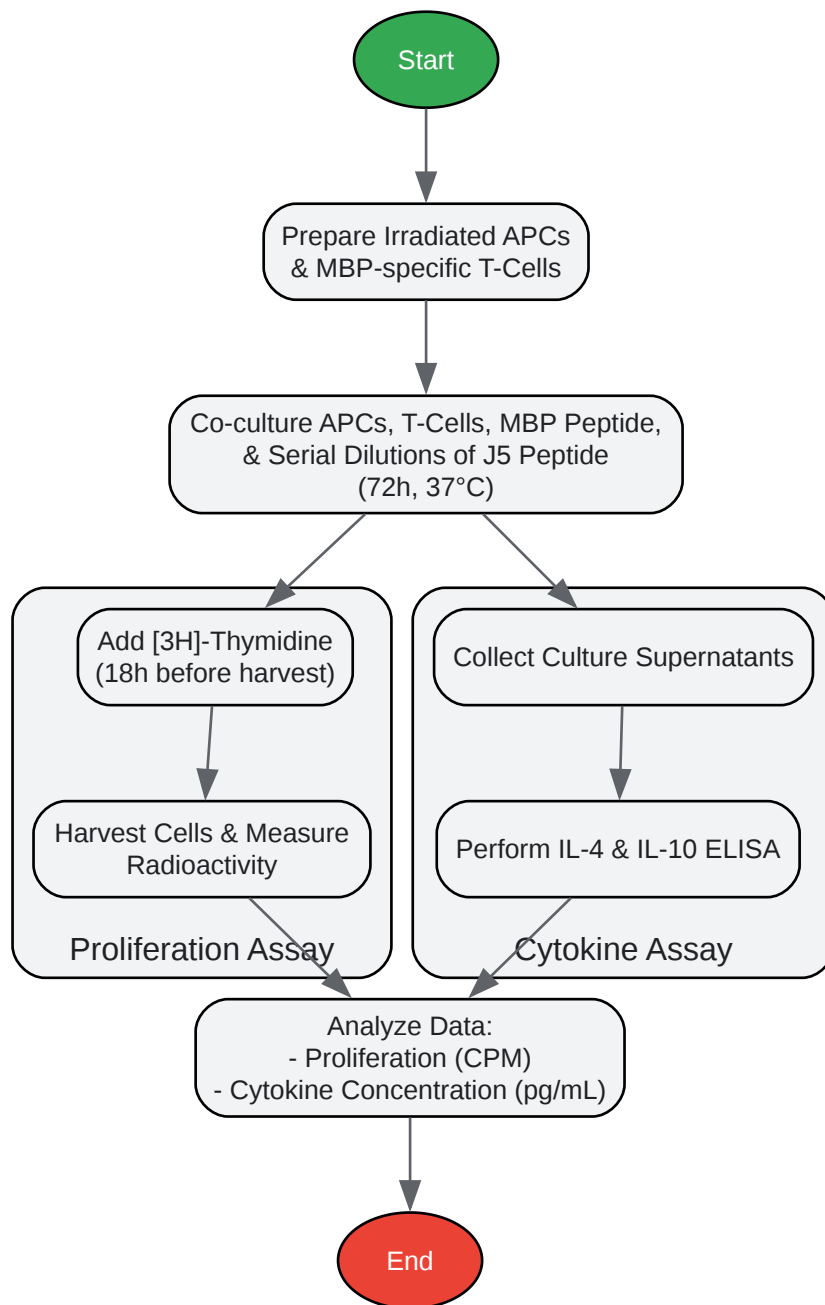 Start
Prepare Irradiated APCs
& MBP-specific T-Cells
Co-culture APCs, T-Cells, MBP Peptide,
& Serial Dilutions of J5 Peptide
(72h, 37°C)
Add [3H]-Thymidine
(18h before harvest)
Harvest Cells & Measure
Radioactivity
Proliferation Assay
Collect Culture Supernatants
Perform IL-4 & IL-10 ELISA
Cytokine Assay
Analyze Data:
- Proliferation (CPM)
- Cytokine Concentration (pg/mL)
End